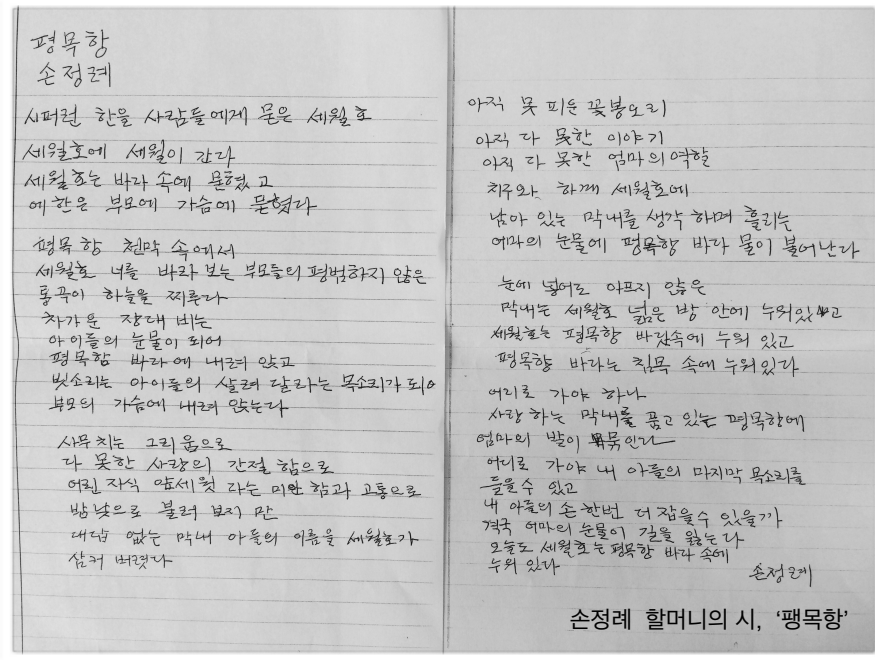 평목항
손정례
시퍼런 한을 사람들에게 묻은 세월호
세월호에 세월이 간다
세월호는 바라 속에 묻혔고
에한은 부모에 가슴에 묻혔다
평목항 천막 속에서
세월호 너를 바라 보는 부모들의 평범하지 않은
통곡이 하늘을 찌른다
차가운 장대 비는
아이들의 눈물이 되어
평목함 바라에 내려 앉고
빗소리는 아이들의 살려 달라는 목소리가 되어
부모의 가슴에 내려 앉는다
사무치는 그리움으로
다 못한 사랑의 간절함으로
어린 자식 앞세웠다는 미안함과 고통으로
밤낮으로 불러 보지만
대답 없는 막내 아들의 이름을 세월호가
삼켜 버렸다
아직 못 피운 꽃봉오리
아직 다 못한 이야기
아직 다 못한 엄마의 역할
친구와 함께 세월호에
남아 있는 막내를 생각 하며 흘리는
에마의 눈물에 평목항 바라 물이 불어난다
눈에 넣어도 아프지 않은
막내는 세월호 넓은 방 안에 누워있고
세월호는 평목항 바닷속에 누워 있고
평목항 바라는 침묵 속에 누워있다
어리로 가야 하나
사랑 하는 막내를 품고 있는 평목항에
엄마의 발이 묶인다
어디로 가야 내 아들의 마지막 목소리를
들을수 있고
내 아들의 손 한번 더 잡을수 있을까
결국 어마의 눈물이 길을 잃는다
오늘도 세월호는 평목항 바라 속에
누워 있다
손정례
손정례 할머니의 시, ‘팽목항’